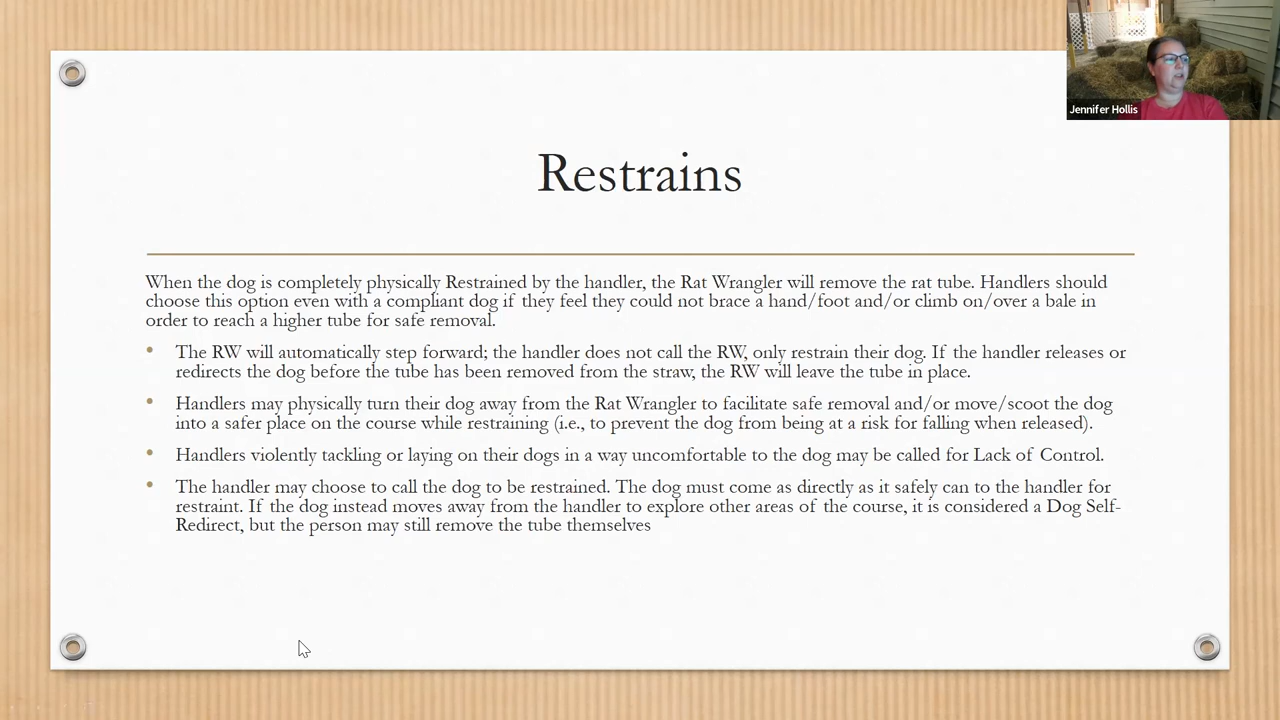 Jennifer Hollis
Restrains
When the dog is completely physically Restrained by the handler, the Rat Wrangler will remove the rat tube. Handlers should
choose this option even with a compliant dog if they feel they could not brace a hand/foot and/or climb on/over a bale in
order to reach a higher tube for safe removal.
• The RW will automatically step forward; the handler does not call the RW, only restrain their dog. If the handler releases or
redirects the dog before the tube has been removed from the straw, the RW will leave the tube in place.
• Handlers may physically turn their dog away from the Rat Wrangler to facilitate safe removal and/or move/scoot the dog
into a safer place on the course while restraining (i.e., to prevent the dog from being at a risk for falling when released).
• Handlers violently tackling or laying on their dogs in a way uncomfortable to the dog may be called for Lack of Control.
• The handler may choose to call the dog to be restrained. The dog must come as directly as it safely can to the handler for
restraint. If the dog instead moves away from the handler to explore other areas of the course, it is considered a Dog Self-
Redirect, but the person may still remove the tube themselves